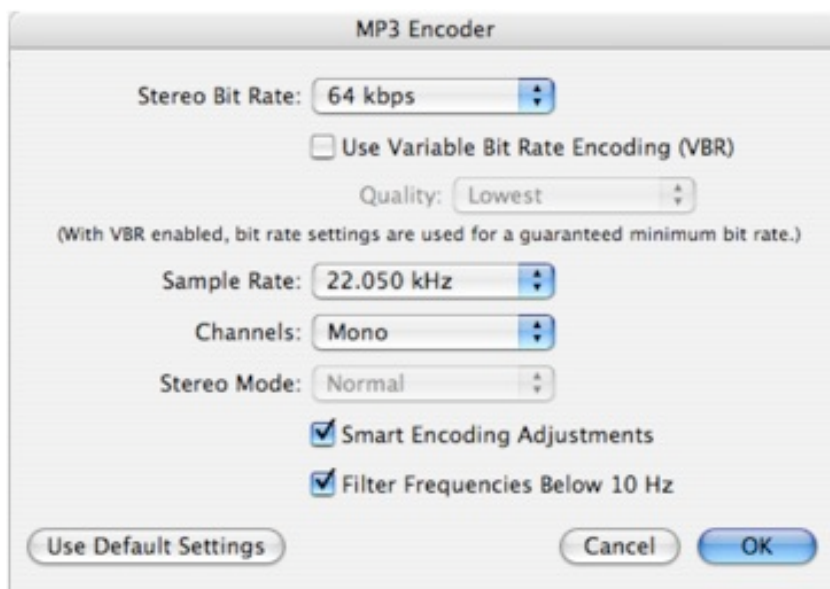 MP3 Encoder
Stereo Bit Rate: 64 kbps
Use Variable Bit Rate Encoding (VBR)
Quality: Lowest
(With VBR enabled, bit rate settings are used for a guaranteed minimum bit rate.)
Sample Rate: 22.050 kHz
Channels: Mono
Stereo Mode: Normal
Smart Encoding Adjustments
Filter Frequencies Below 10 Hz
Use Default Settings Cancel OK